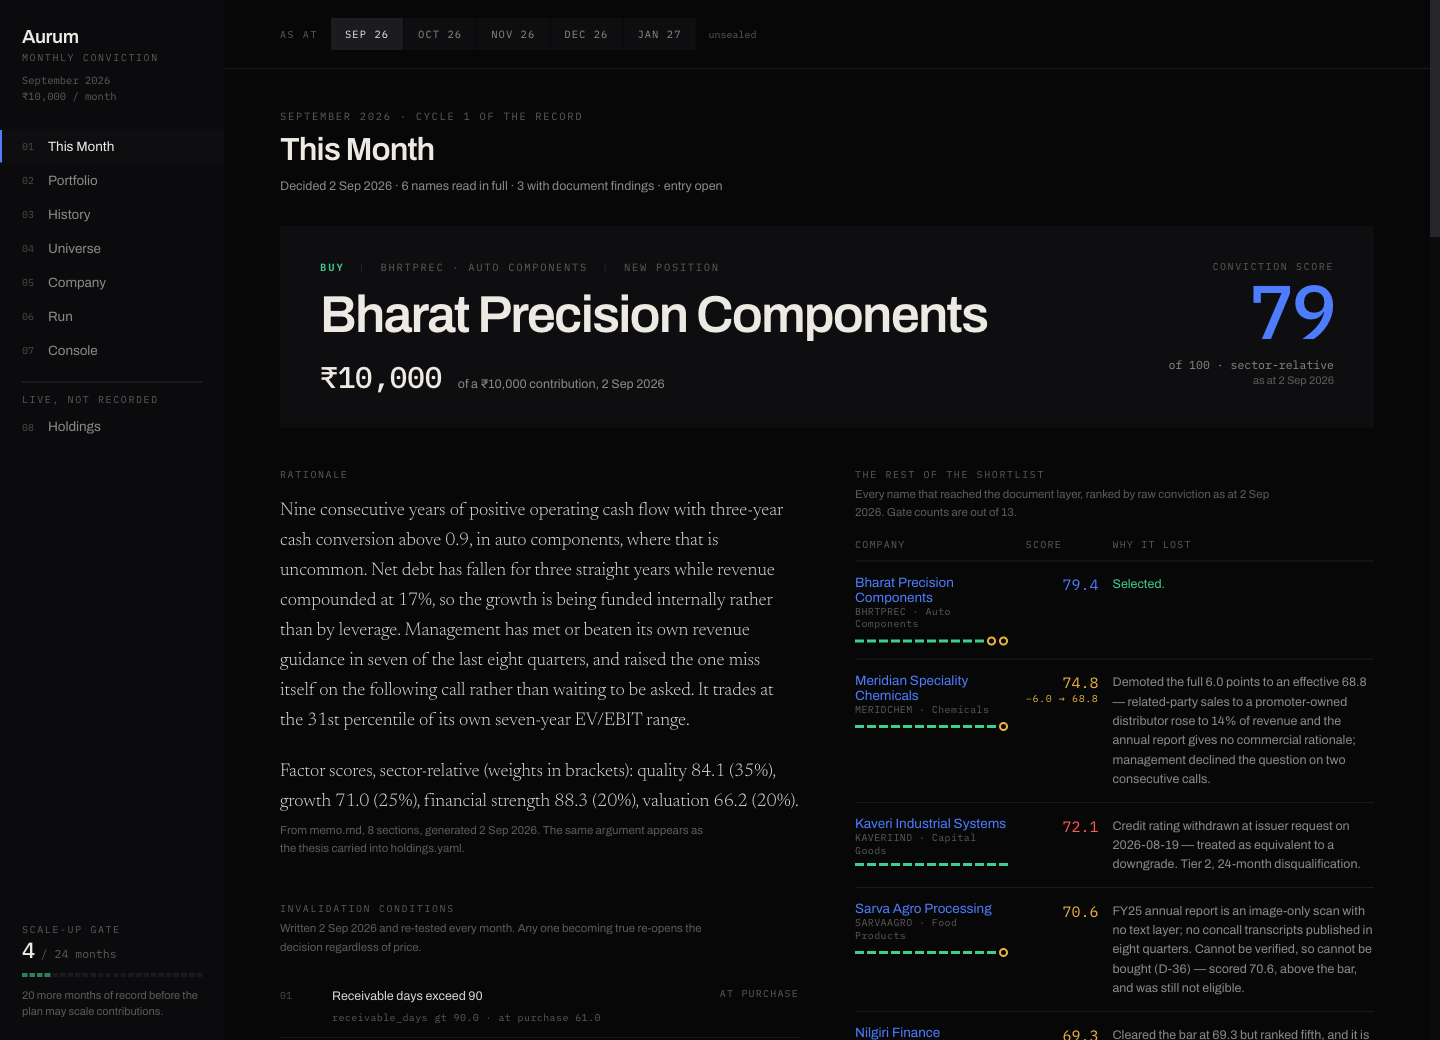 Aurum
MONTHLY CONVICTION
September 2026
₹10,000 / month
01 This Month
02 Portfolio
03 History
04 Universe
05 Company
06 Run
07 Console
LIVE, NOT RECORDED
08 Holdings
SCALE-UP GATE
4 / 24 months
20 more months of record before the
plan may scale contributions.
AS AT SEP 26 OCT 26 NOV 26 DEC 26 JAN 27 unsealed
SEPTEMBER 2026 · CYCLE 1 OF THE RECORD
This Month
Decided 2 Sep 2026 · 6 names read in full · 3 with document findings · entry open
BUY | BHRTPREC · AUTO COMPONENTS | NEW POSITION
Bharat Precision Components
₹10,000 of a ₹10,000 contribution, 2 Sep 2026
CONVICTION SCORE
79
of 100 · sector-relative
as at 2 Sep 2026
RATIONALE
Nine consecutive years of positive operating cash flow with three-year
cash conversion above 0.9, in auto components, where that is
uncommon. Net debt has fallen for three straight years while revenue
compounded at 17%, so the growth is being funded internally rather
than by leverage. Management has met or beaten its own revenue
guidance in seven of the last eight quarters, and raised the one miss
itself on the following call rather than waiting to be asked. It trades at
the 31st percentile of its own seven-year EV/EBIT range.
Factor scores, sector-relative (weights in brackets): quality 84.1 (35%),
growth 71.0 (25%), financial strength 88.3 (20%), valuation 66.2 (20%).
From memo.md, 8 sections, generated 2 Sep 2026. The same argument appears as
the thesis carried into holdings.yaml.
INVALIDATION CONDITIONS
Written 2 Sep 2026 and re-tested every month. Any one becoming true re-opens the
decision regardless of price.
01 Receivable days exceed 90 AT PURCHASE
receivable_days gt 90.0 · at purchase 61.0
THE REST OF THE SHORTLIST
Every name that reached the document layer, ranked by raw conviction as at 2 Sep
2026. Gate counts are out of 13.
COMPANY SCORE WHY IT LOST
Bharat Precision
Components
BHRTPREC · Auto
Components
79.4
Selected.
Meridian Speciality
Chemicals
MERIDCHEM · Chemicals
74.8
−6.0 → 68.8
Demoted the full 6.0 points to an effective 68.8
— related-party sales to a promoter-owned
distributor rose to 14% of revenue and the
annual report gives no commercial rationale;
management declined the question on two
consecutive calls.
Kaveri Industrial Systems
KAVERIIND · Capital
Goods
72.1
Credit rating withdrawn at issuer request on
2026-08-19 — treated as equivalent to a
downgrade. Tier 2, 24-month disqualification.
Sarva Agro Processing
SARVAAGRO · Food
Products
70.6
FY25 annual report is an image-only scan with
no text layer; no concall transcripts published in
eight quarters. Cannot be verified, so cannot be
bought (D-36) — scored 70.6, above the bar,
and was still not eligible.
Nilgiri Finance
69.3
Cleared the bar at 69.3 but ranked fifth, and it is